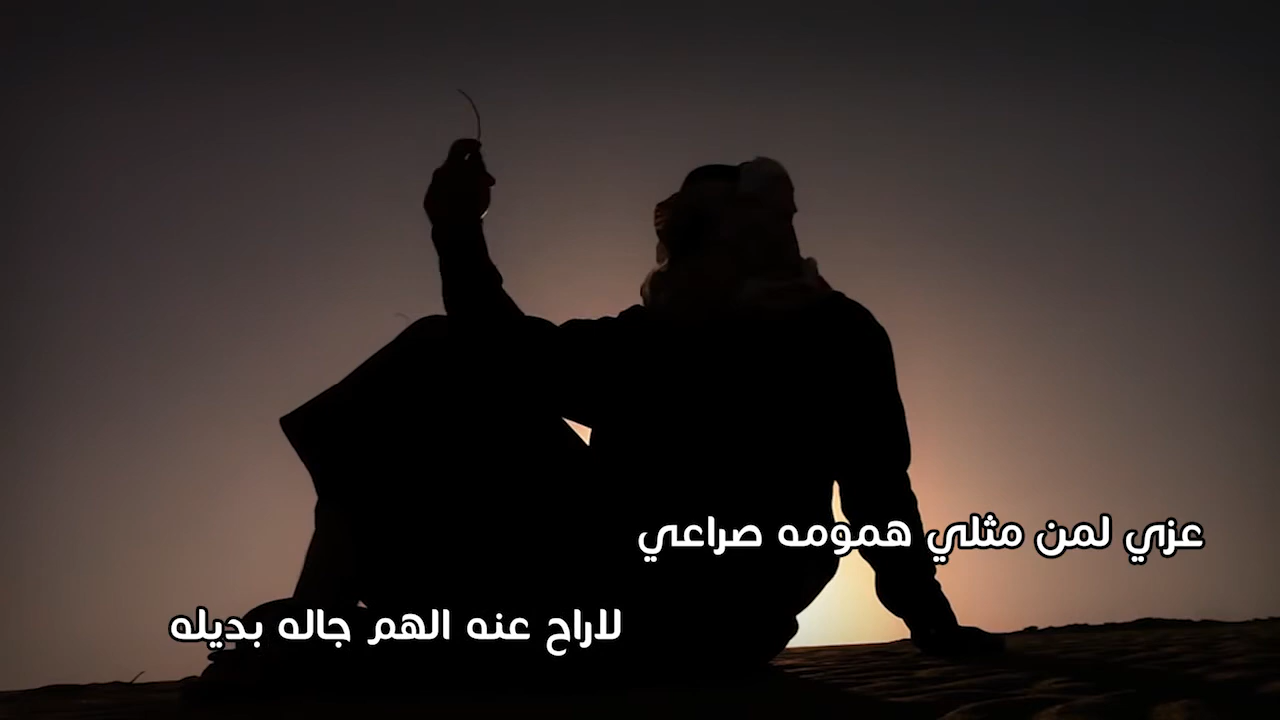 عزي لمن مثلي همومه صراعي
لاراح عنه الهم جاله بديله